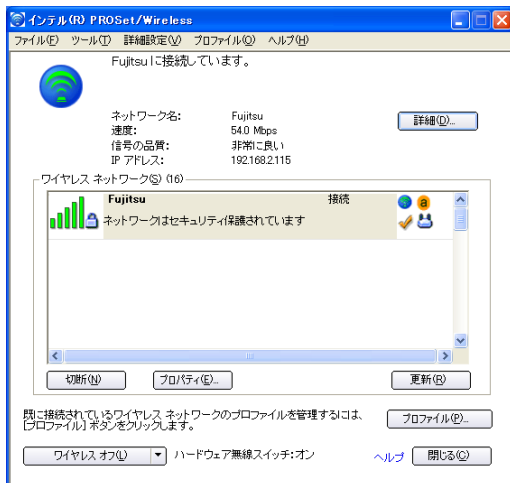 インテル(R) PROSet/Wireless
ファイル(F) ツール(T) 詳細設定(V) プロファイル(O) ヘルプ(H)
Fujitsu に接続しています。
ネットワーク名: Fujitsu
速度: 54.0 Mbps
信号の品質: 非常に良い
IP アドレス: 192.168.2.115
詳細(D)...
ワイヤレス ネットワーク(S) (16)
Fujitsu 接続
a
ネットワークはセキュリティ保護されています
切断(N) プロパティ(E)... 更新(R)
既に接続されているワイヤレス ネットワークのプロファイルを管理するには、
[プロファイル] ボタンをクリックします。
プロファイル(P)...
ワイヤレス オフ(L) ハードウェア無線スイッチ:オン ヘルプ 閉じる(C)